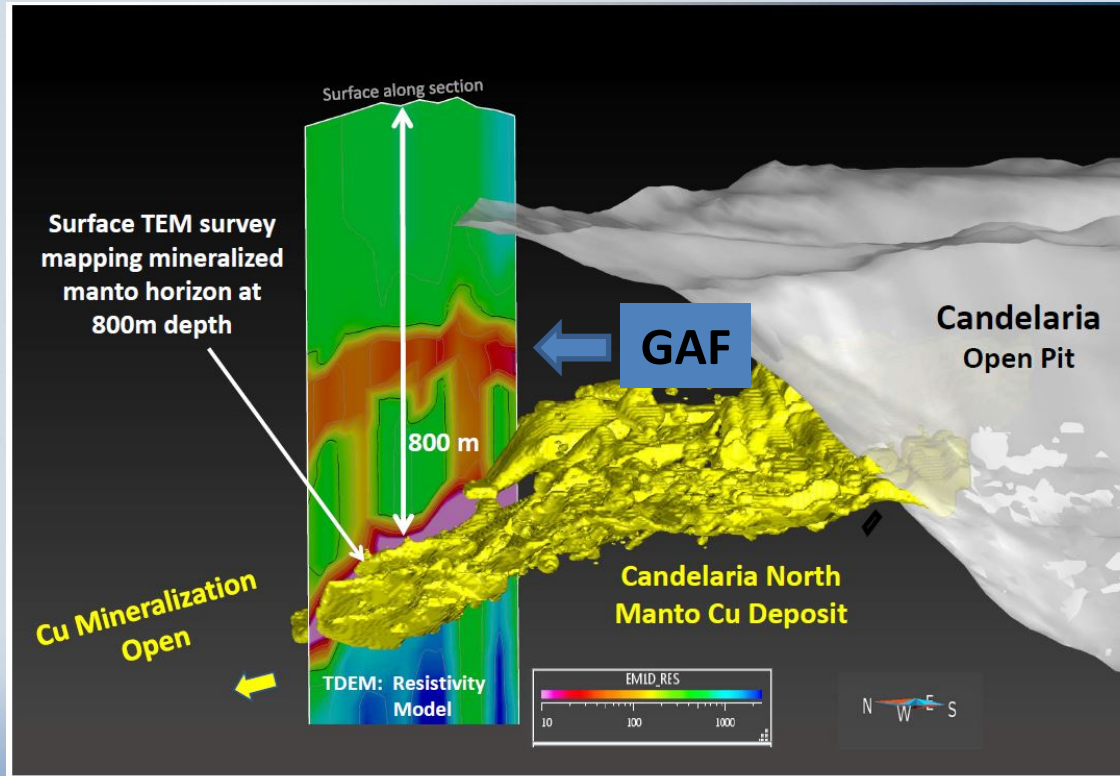 Surface along section
Surface TEM survey
mapping mineralized
manto horizon at
800m depth
GAF
Candelaria
Open Pit
800 m
Candelaria North
Manto Cu Deposit
Cu Mineralization
Open
TDEM: Resistivity
Model
EM1D_RES
10 100 1000
N W E S